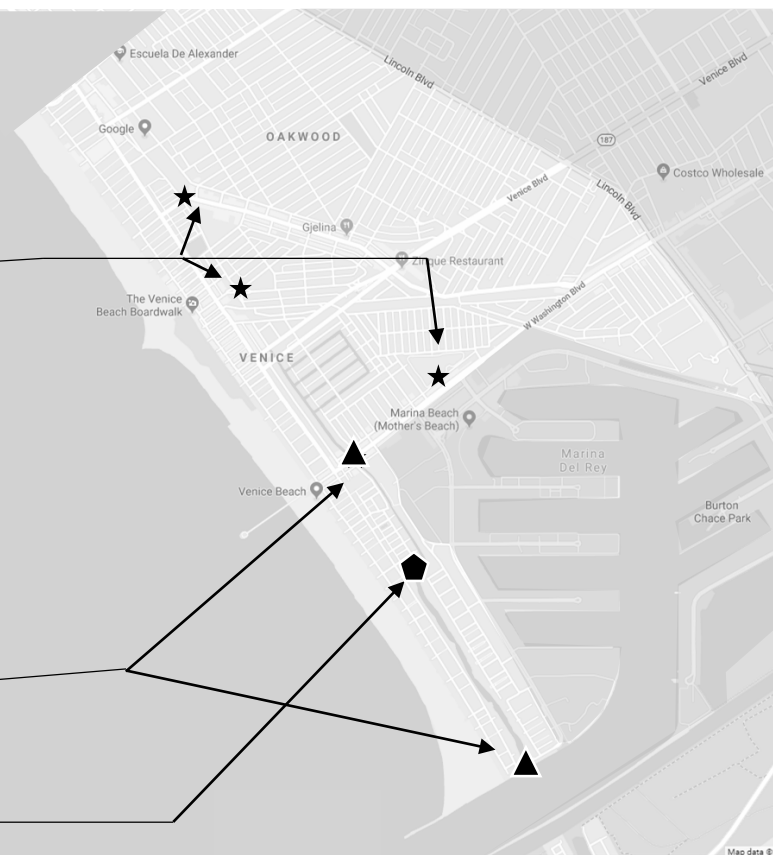 Escuela De Alexander
Lincoln Blvd
Venice Blvd
Google
OAKWOOD
187
Costco Wholesale
Venice Blvd
Lincoln Blvd
Gjelina
Zinque Restaurant
The Venice
Beach Boardwalk
W Washington Blvd
VENICE
Marina Beach
(Mother's Beach)
Marina
Del Rey
Venice Beach
Burton
Chace Park
Map data ©